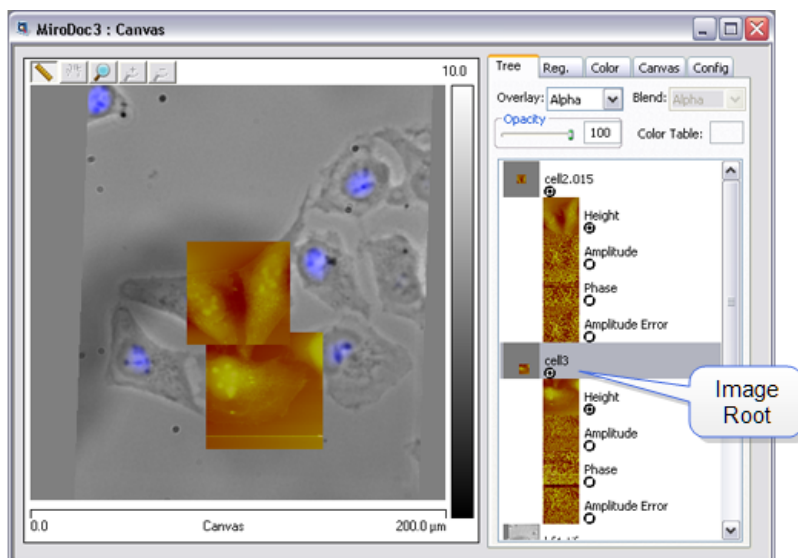 MiroDoc3 : Canvas
10.0
Tree Reg. Color Canvas Config
Overlay: Alpha Blend: Alpha
Opacity
100 Color Table:
cell2.015
Height
Amplitude
Phase
Amplitude Error
cell3
Image
Root
Height
Amplitude
Phase
Amplitude Error
0.0 Canvas 200.0 µm